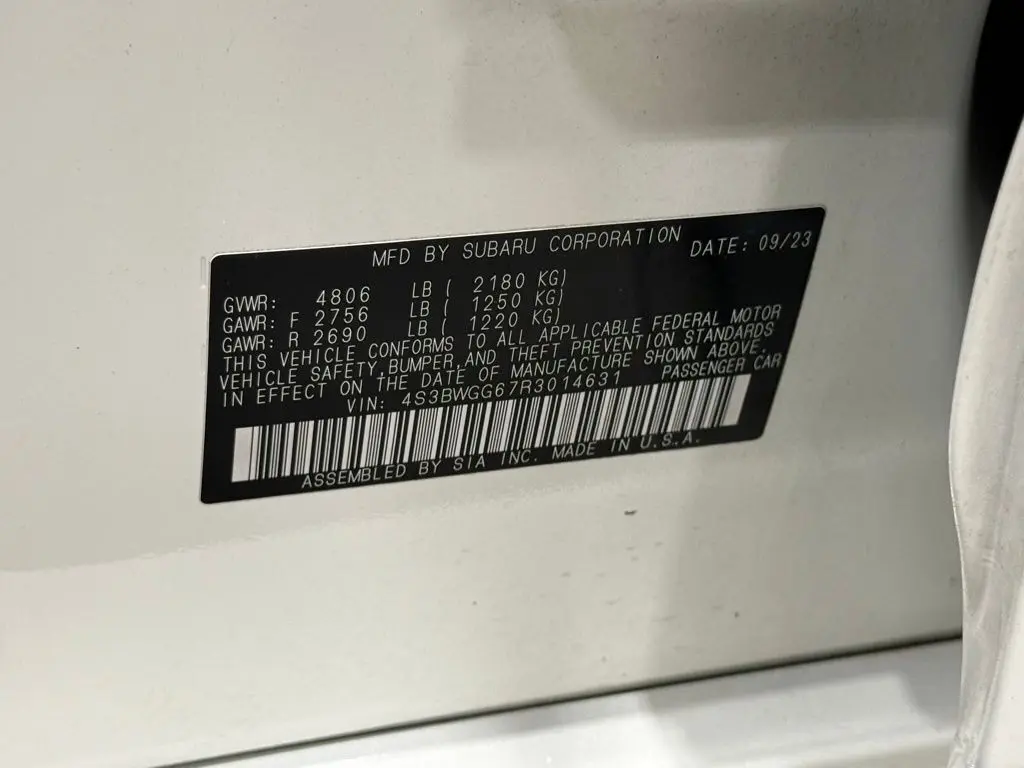 MFD BY SUBARU CORPORATION DATE: 09/23
GVWR: 4806 LB ( 2180 KG)
GAWR: F 2756 LB ( 1250 KG)
GAWR: R 2690 LB ( 1220 KG)
THIS VEHICLE CONFORMS TO ALL APPLICABLE FEDERAL MOTOR
VEHICLE SAFETY,BUMPER,AND THEFT PREVENTION STANDARDS
IN EFFECT ON THE DATE OF MANUFACTURE SHOWN ABOVE.
VIN: 4S3BWGG67R3014631 PASSENGER CAR
ASSEMBLED BY SIA INC. MADE IN U.S.A.